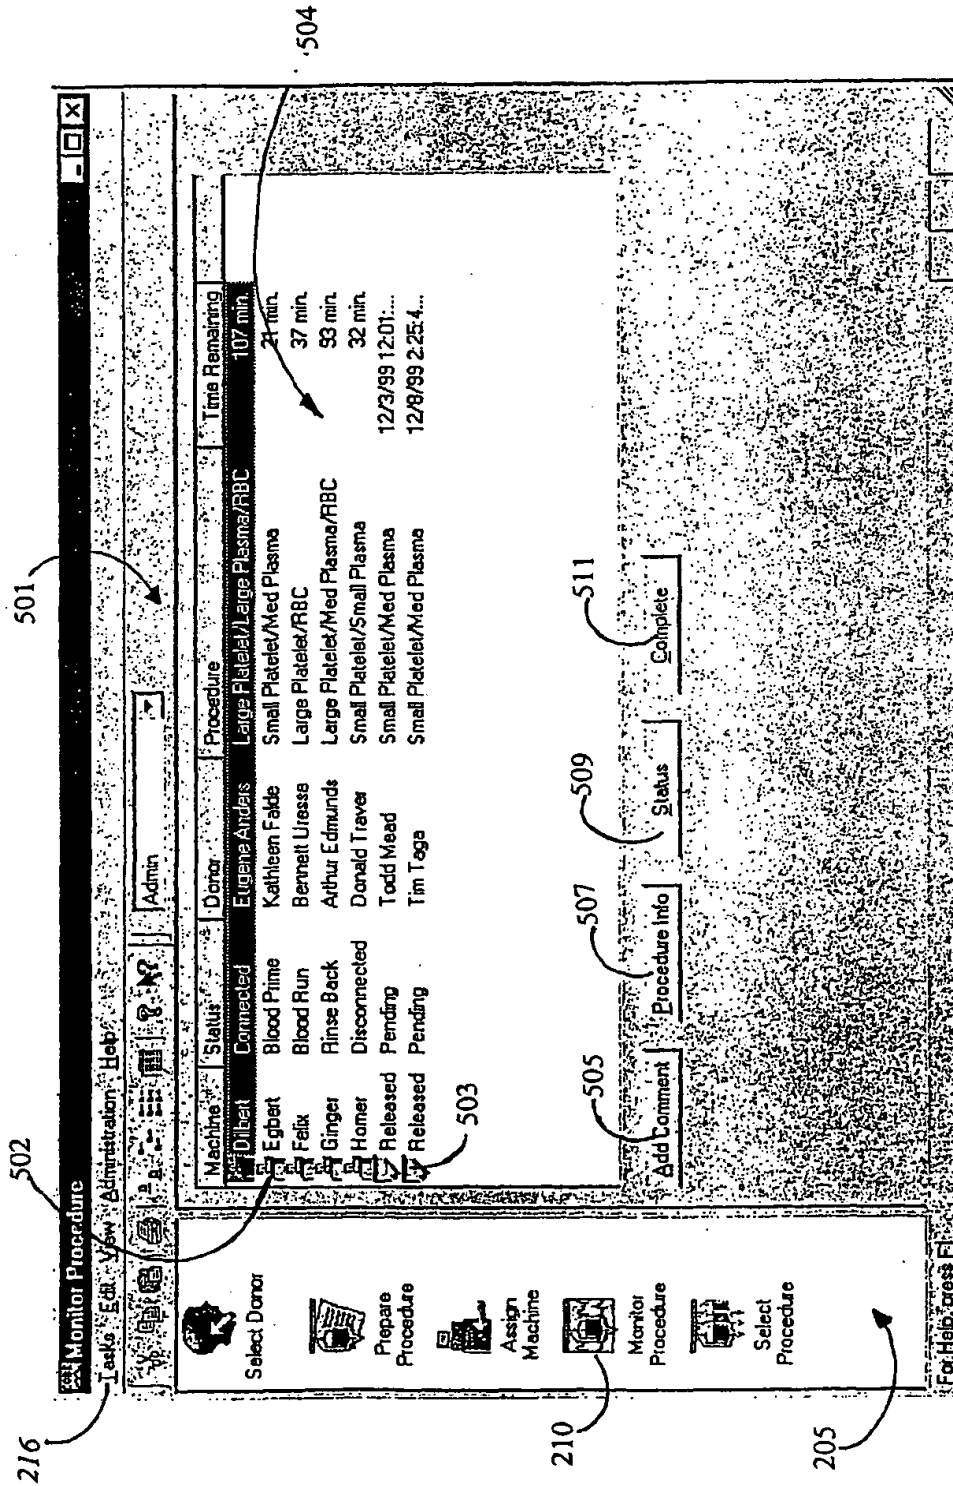 501
502
504
216
Monitor Procedure
Tasks Edit View Administration Help
Admin
Machine Status Donor Procedure Time Remaining
Dilbert Connected Eugene Anders Large Platelet/Large Plasma/RBC 107 min.
Egbert Blood Prime Kathleen Falde Small Platelet/Med Plasma 21 min.
Felix Blood Run Bennett Uresse Large Platelet/RBC 37 min.
Ginger Rinse Back Arthur Edmunds Large Platelet/Med Plasma/RBC 93 min.
Homer Disconnected Donald Traver Small Platelet/Small Plasma 32 min.
Released Pending Todd Mead Small Platelet/Med Plasma 12/3/99 12:01:...
Released Pending Tim Taga Small Platelet/Med Plasma 12/8/99 2:25:4...
503
Select Donor
Prepare
Procedure
Assign
Machine
Monitor
Procedure
Select
Procedure
210
205
505
507
509
511
Add Comment
Procedure Info
Status
Complete
For Help, press F1